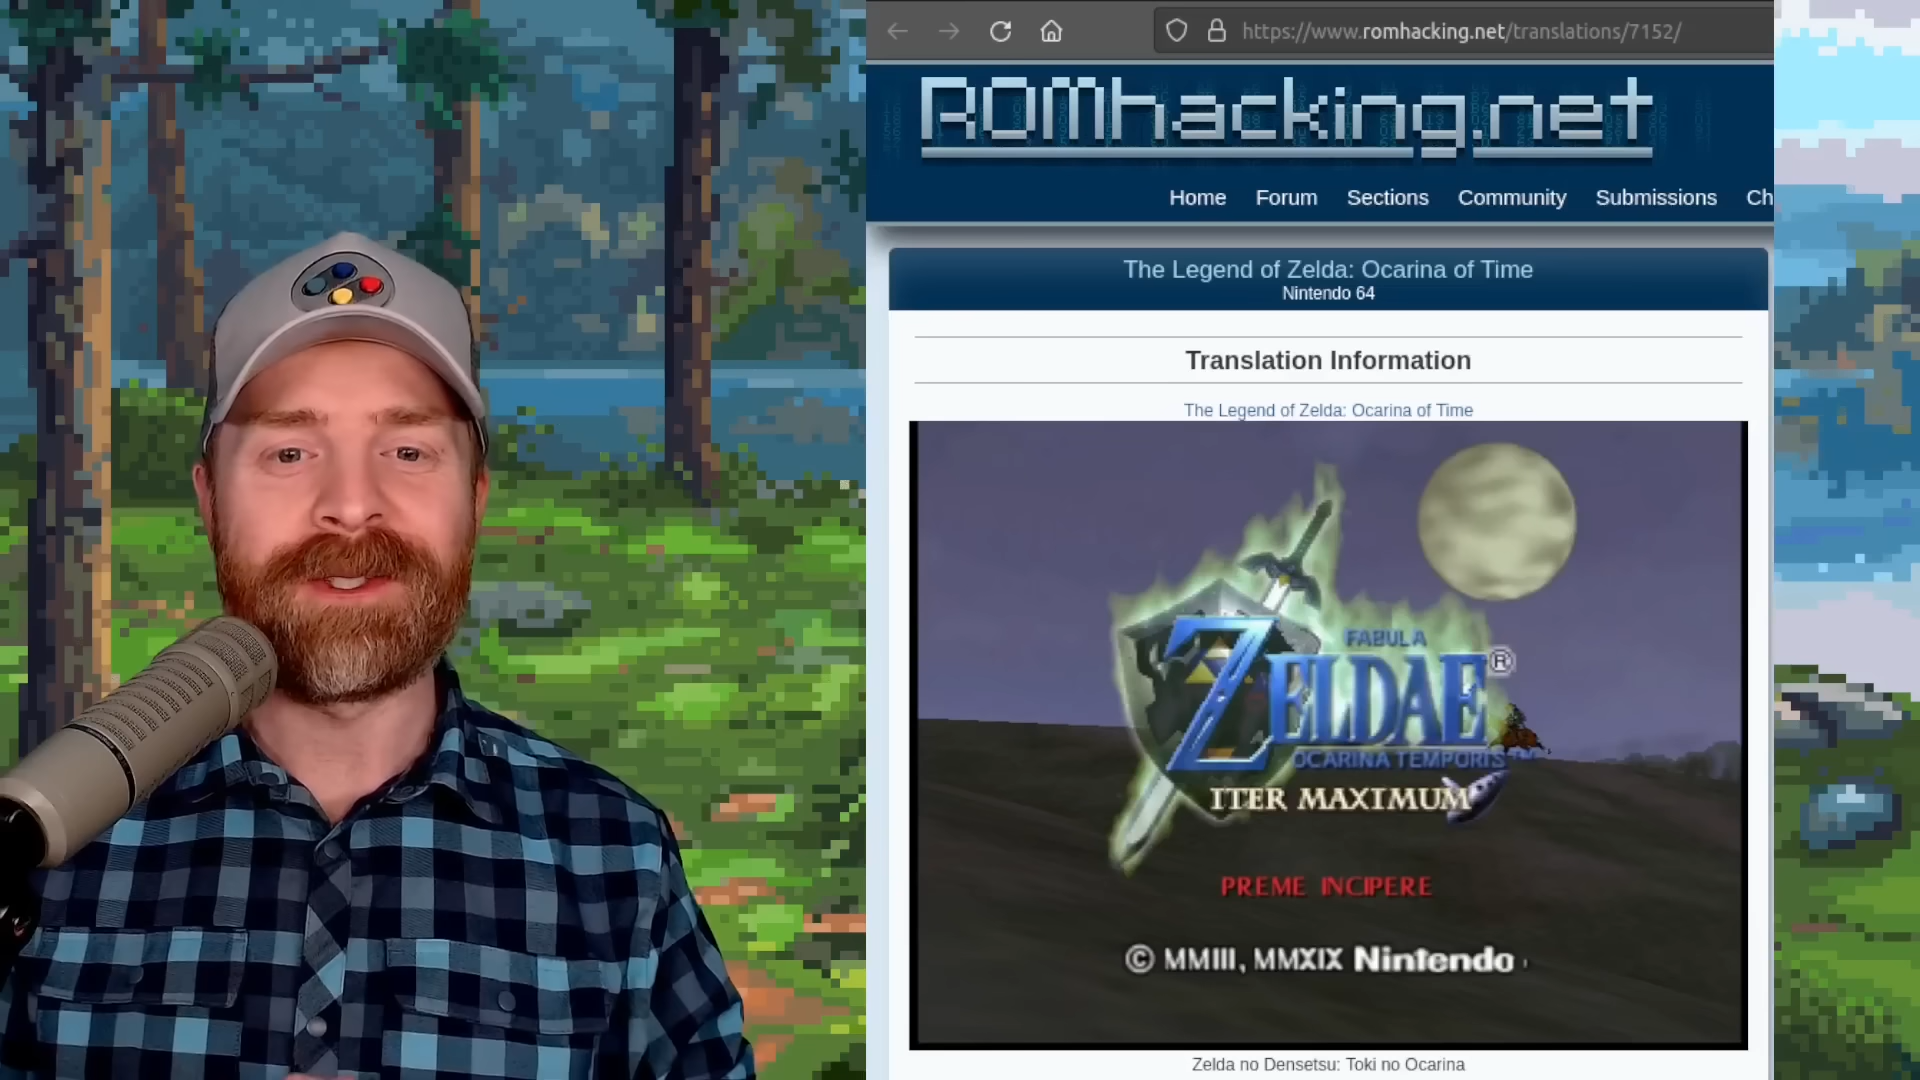 https://www.romhacking.net/translations/7152/
ROMhacking.net
Home Forum Sections Community Submissions Ch
The Legend of Zelda: Ocarina of Time
Nintendo 64
Translation Information
The Legend of Zelda: Ocarina of Time
FABULA
ZELDAE®
OCARINA TEMPORIS
ITER MAXIMUM
PREME INCIPERE
© MMIII, MMXIX Nintendo
Zelda no Densetsu: Toki no Ocarina